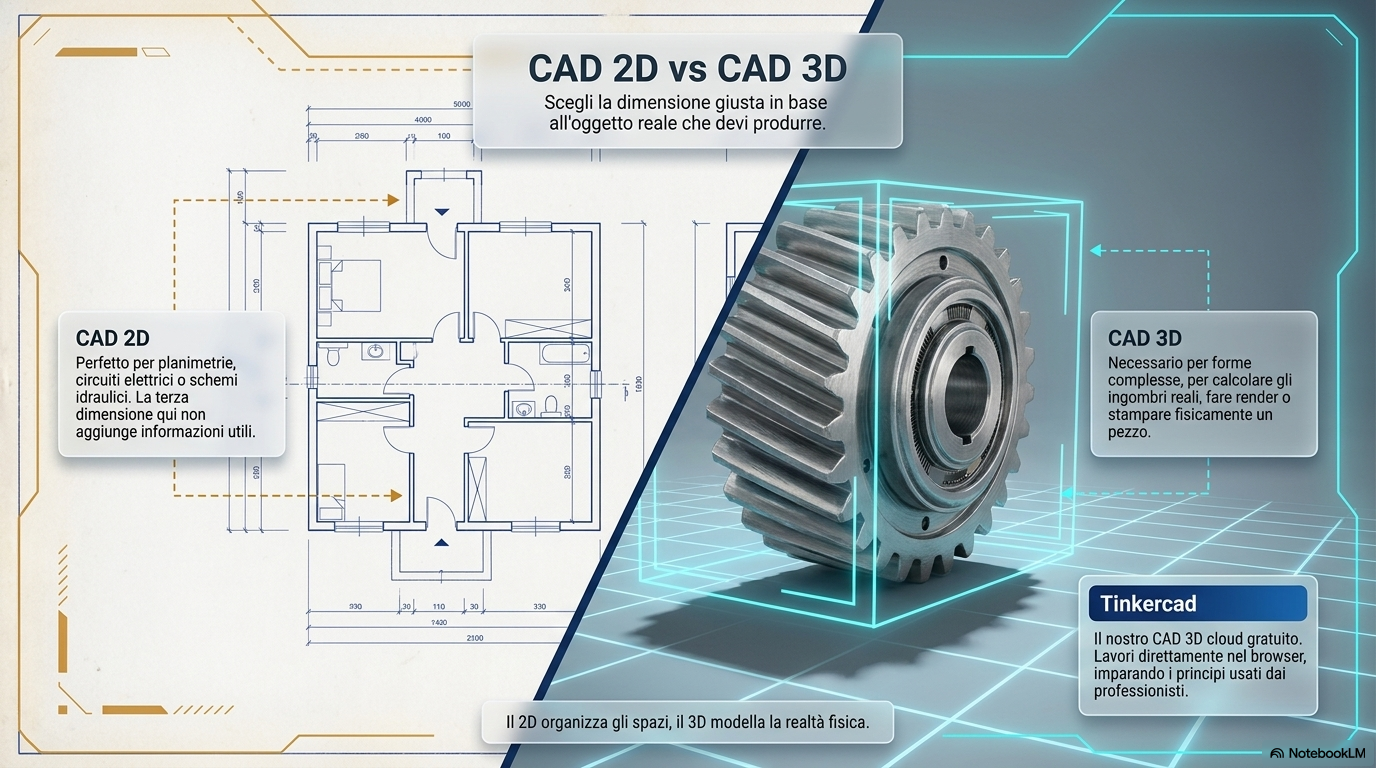 CAD 2D vs CAD 3D
Scegli la dimensione giusta in base
all'oggetto reale che devi produrre.
5000
4000
280
100
CAD 2D
Perfetto per planimetrie,
circuiti elettrici o schemi
idraulici. La terza
dimensione qui non
aggiunge informazioni utili.
CAD 3D
Necessario per forme
complesse, per calcolare gli
ingombri reali, fare render o
stampare fisicamente un
pezzo.
930
30
110
30
330
7400
2100
Tinkercad
Il nostro CAD 3D cloud gratuito.
Lavori direttamente nel browser,
imparando i principi usati dai
professionisti.
Il 2D organizza gli spazi, il 3D modella la realtà fisica.
NotebookLM